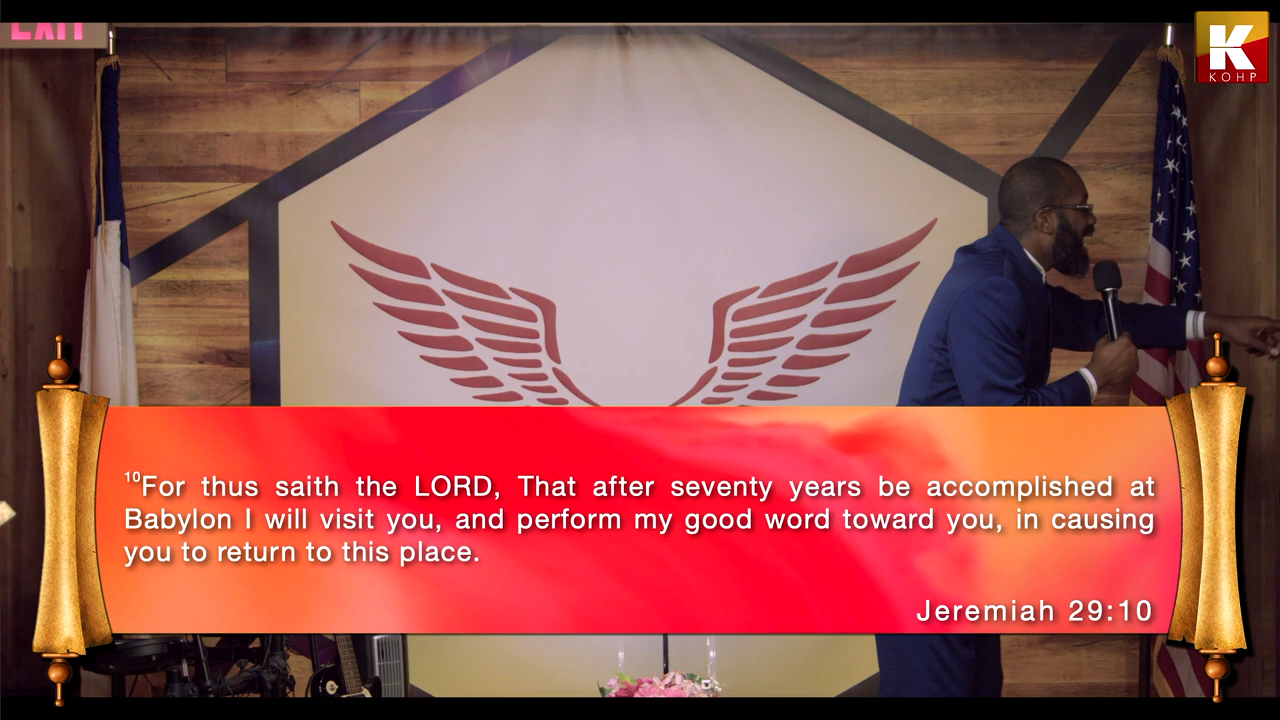 EXIT
K
KOHP
10For thus saith the LORD, That after seventy years be accomplished at
Babylon I will visit you, and perform my good word toward you, in causing
you to return to this place.
Jeremiah 29:10